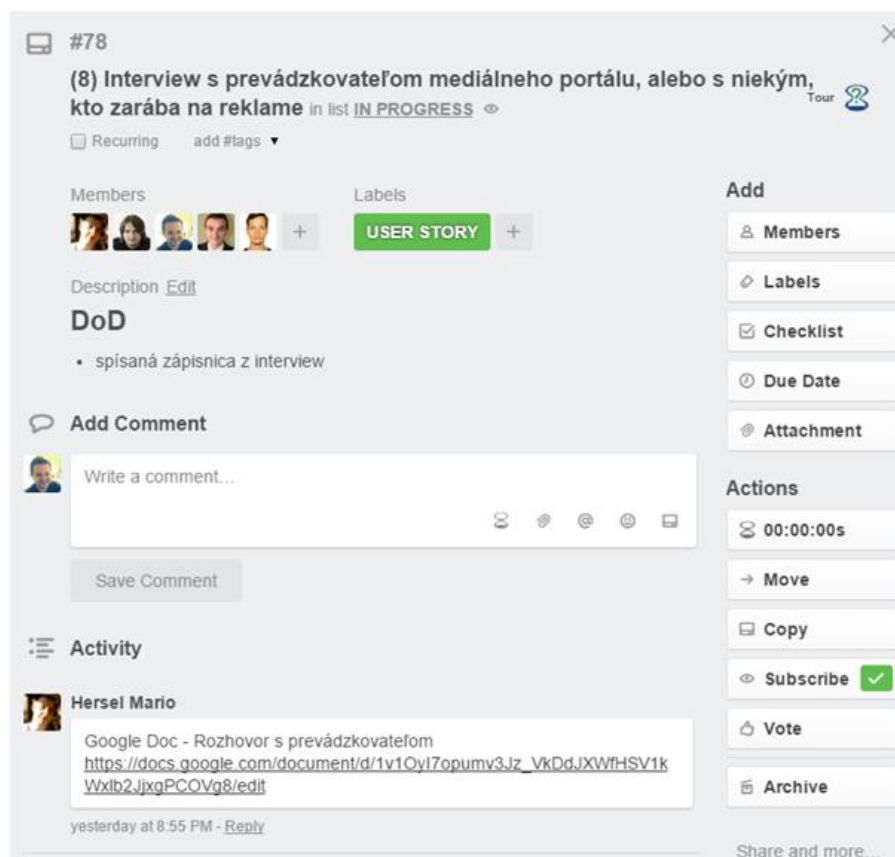 #78
(8) Interview s prevádzkovateľom mediálneho portálu, alebo s niekým,
kto zarába na reklame in list IN PROGRESS
Tour
Recurring add #tags ▼
Members
Labels
USER STORY
Description Edit
DoD
• spísaná zápisnica z interview
Add Comment
Write a comment…
Save Comment
Activity
Hersel Mario
Google Doc - Rozhovor s prevádzkovateľom
https://docs.google.com/document/d/1v1OyI7opumv3Jz_VkDdJXWfHSV1k
Wxlb2JjxgPCOVg8/edit
yesterday at 8:55 PM - Reply
Add
Members
Labels
Checklist
Due Date
Attachment
Actions
00:00:00s
Move
Copy
Subscribe
Vote
Archive
Share and more…